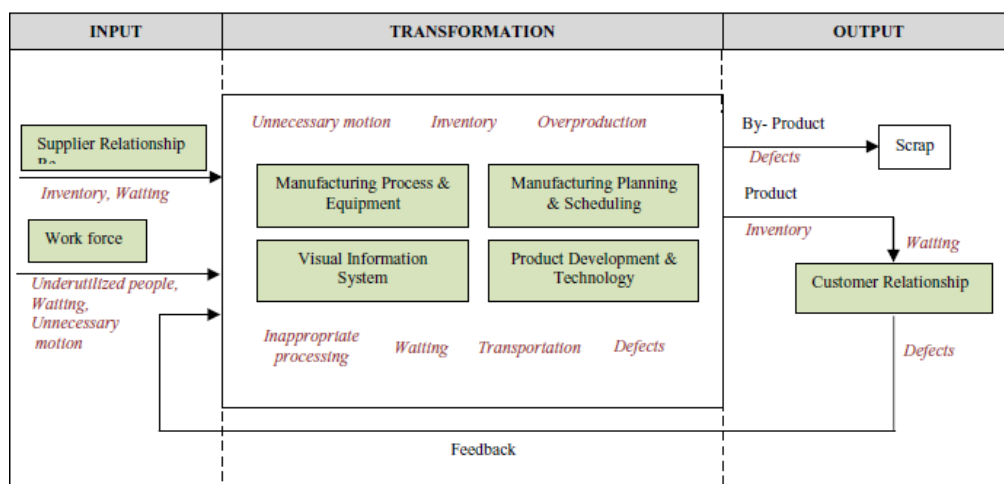 INPUT
TRANSFORMATION
OUTPUT
Supplier Relationship
Inventory, Waiting
Work force
Underutilized people,
Waiting,
Unnecessary
motion
Unnecessary motion
Inventory
Overproduction
Manufacturing Process &
Equipment
Manufacturing Planning
& Scheduling
Visual Information
System
Product Development &
Technology
Inappropriate
processing
Waiting
Transportation
Defects
By- Product
Defects
Scrap
Product
Inventory
Waiting
Customer Relationship
Defects
Feedback